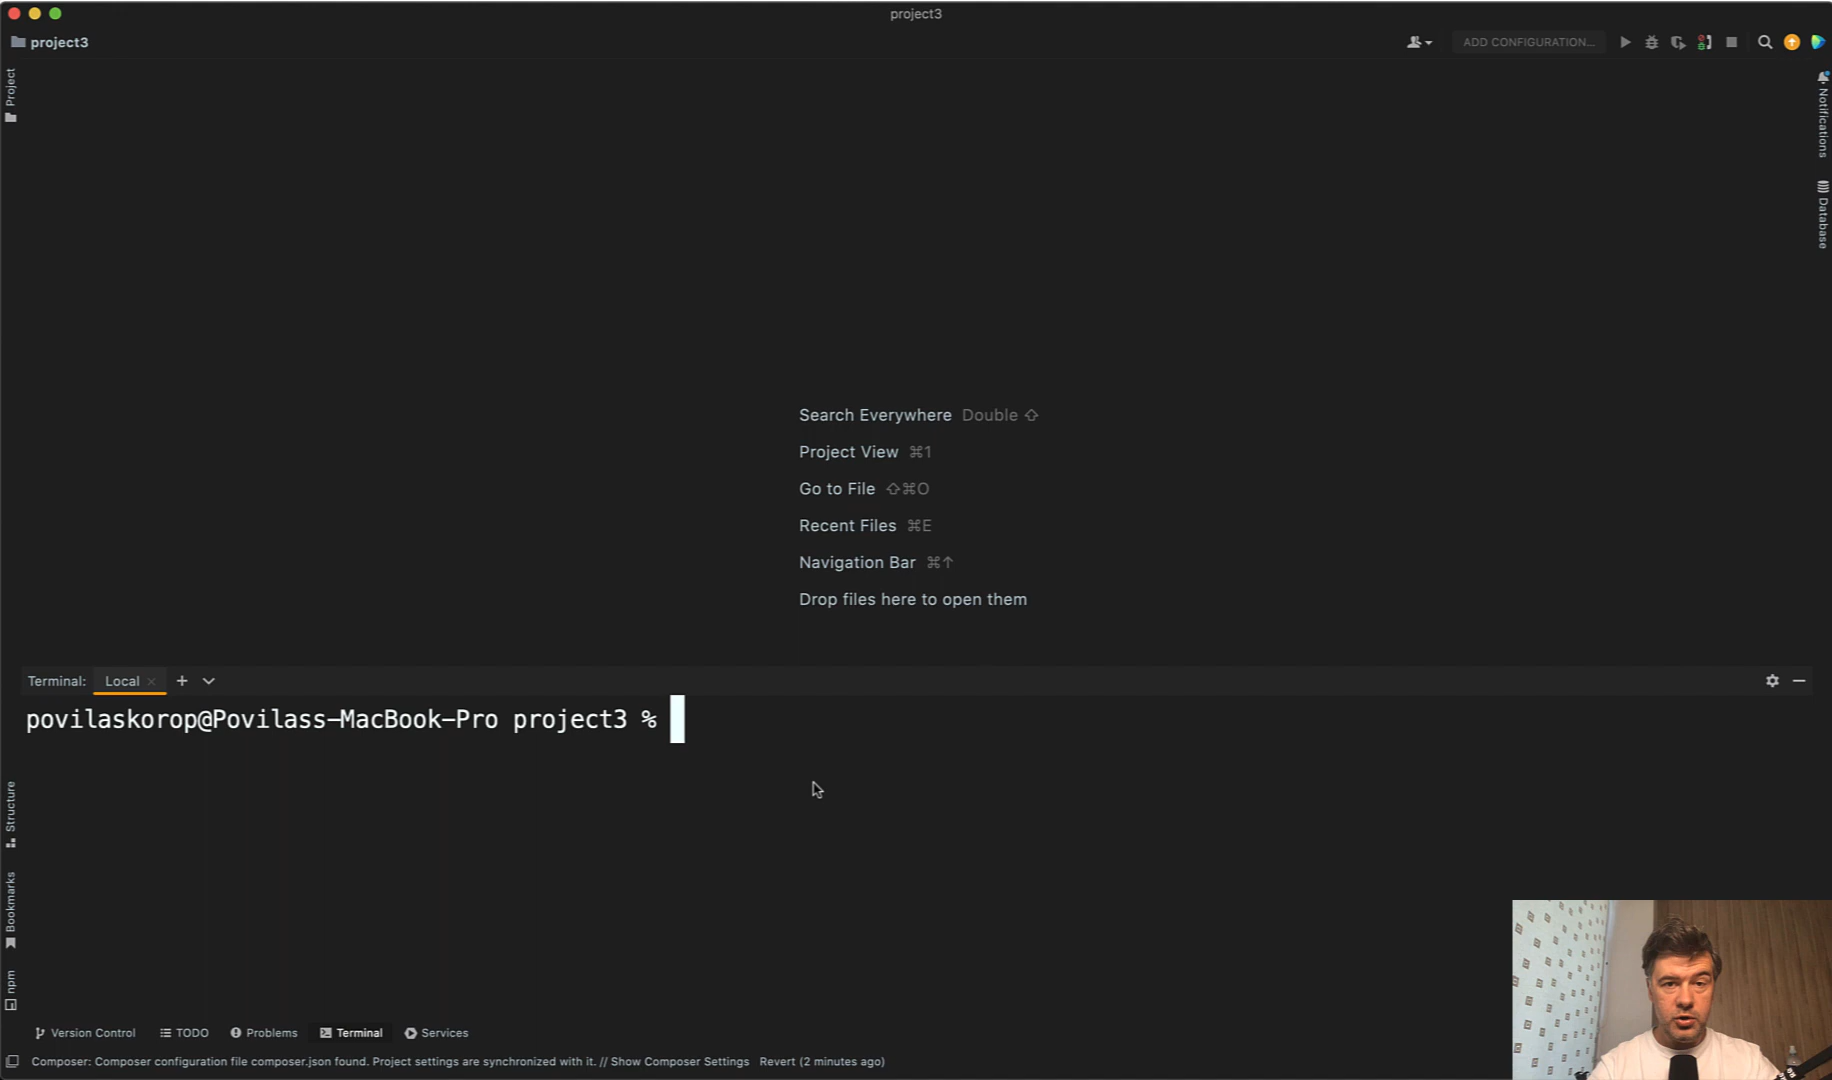 project3
project3
ADD CONFIGURATION...
Project
Notifications
Database
Search Everywhere Double ⇧
Project View ⌘1
Go to File ⇧⌘O
Recent Files ⌘E
Navigation Bar ⌘↑
Drop files here to open them
Terminal: Local × +
povilaskorop@Povilass-MacBook-Pro project3 %
Structure
Bookmarks
npm
Version Control TODO Problems Terminal Services
Composer: Composer configuration file composer.json found. Project settings are synchronized with it. // Show Composer Settings Revert (2 minutes ago)